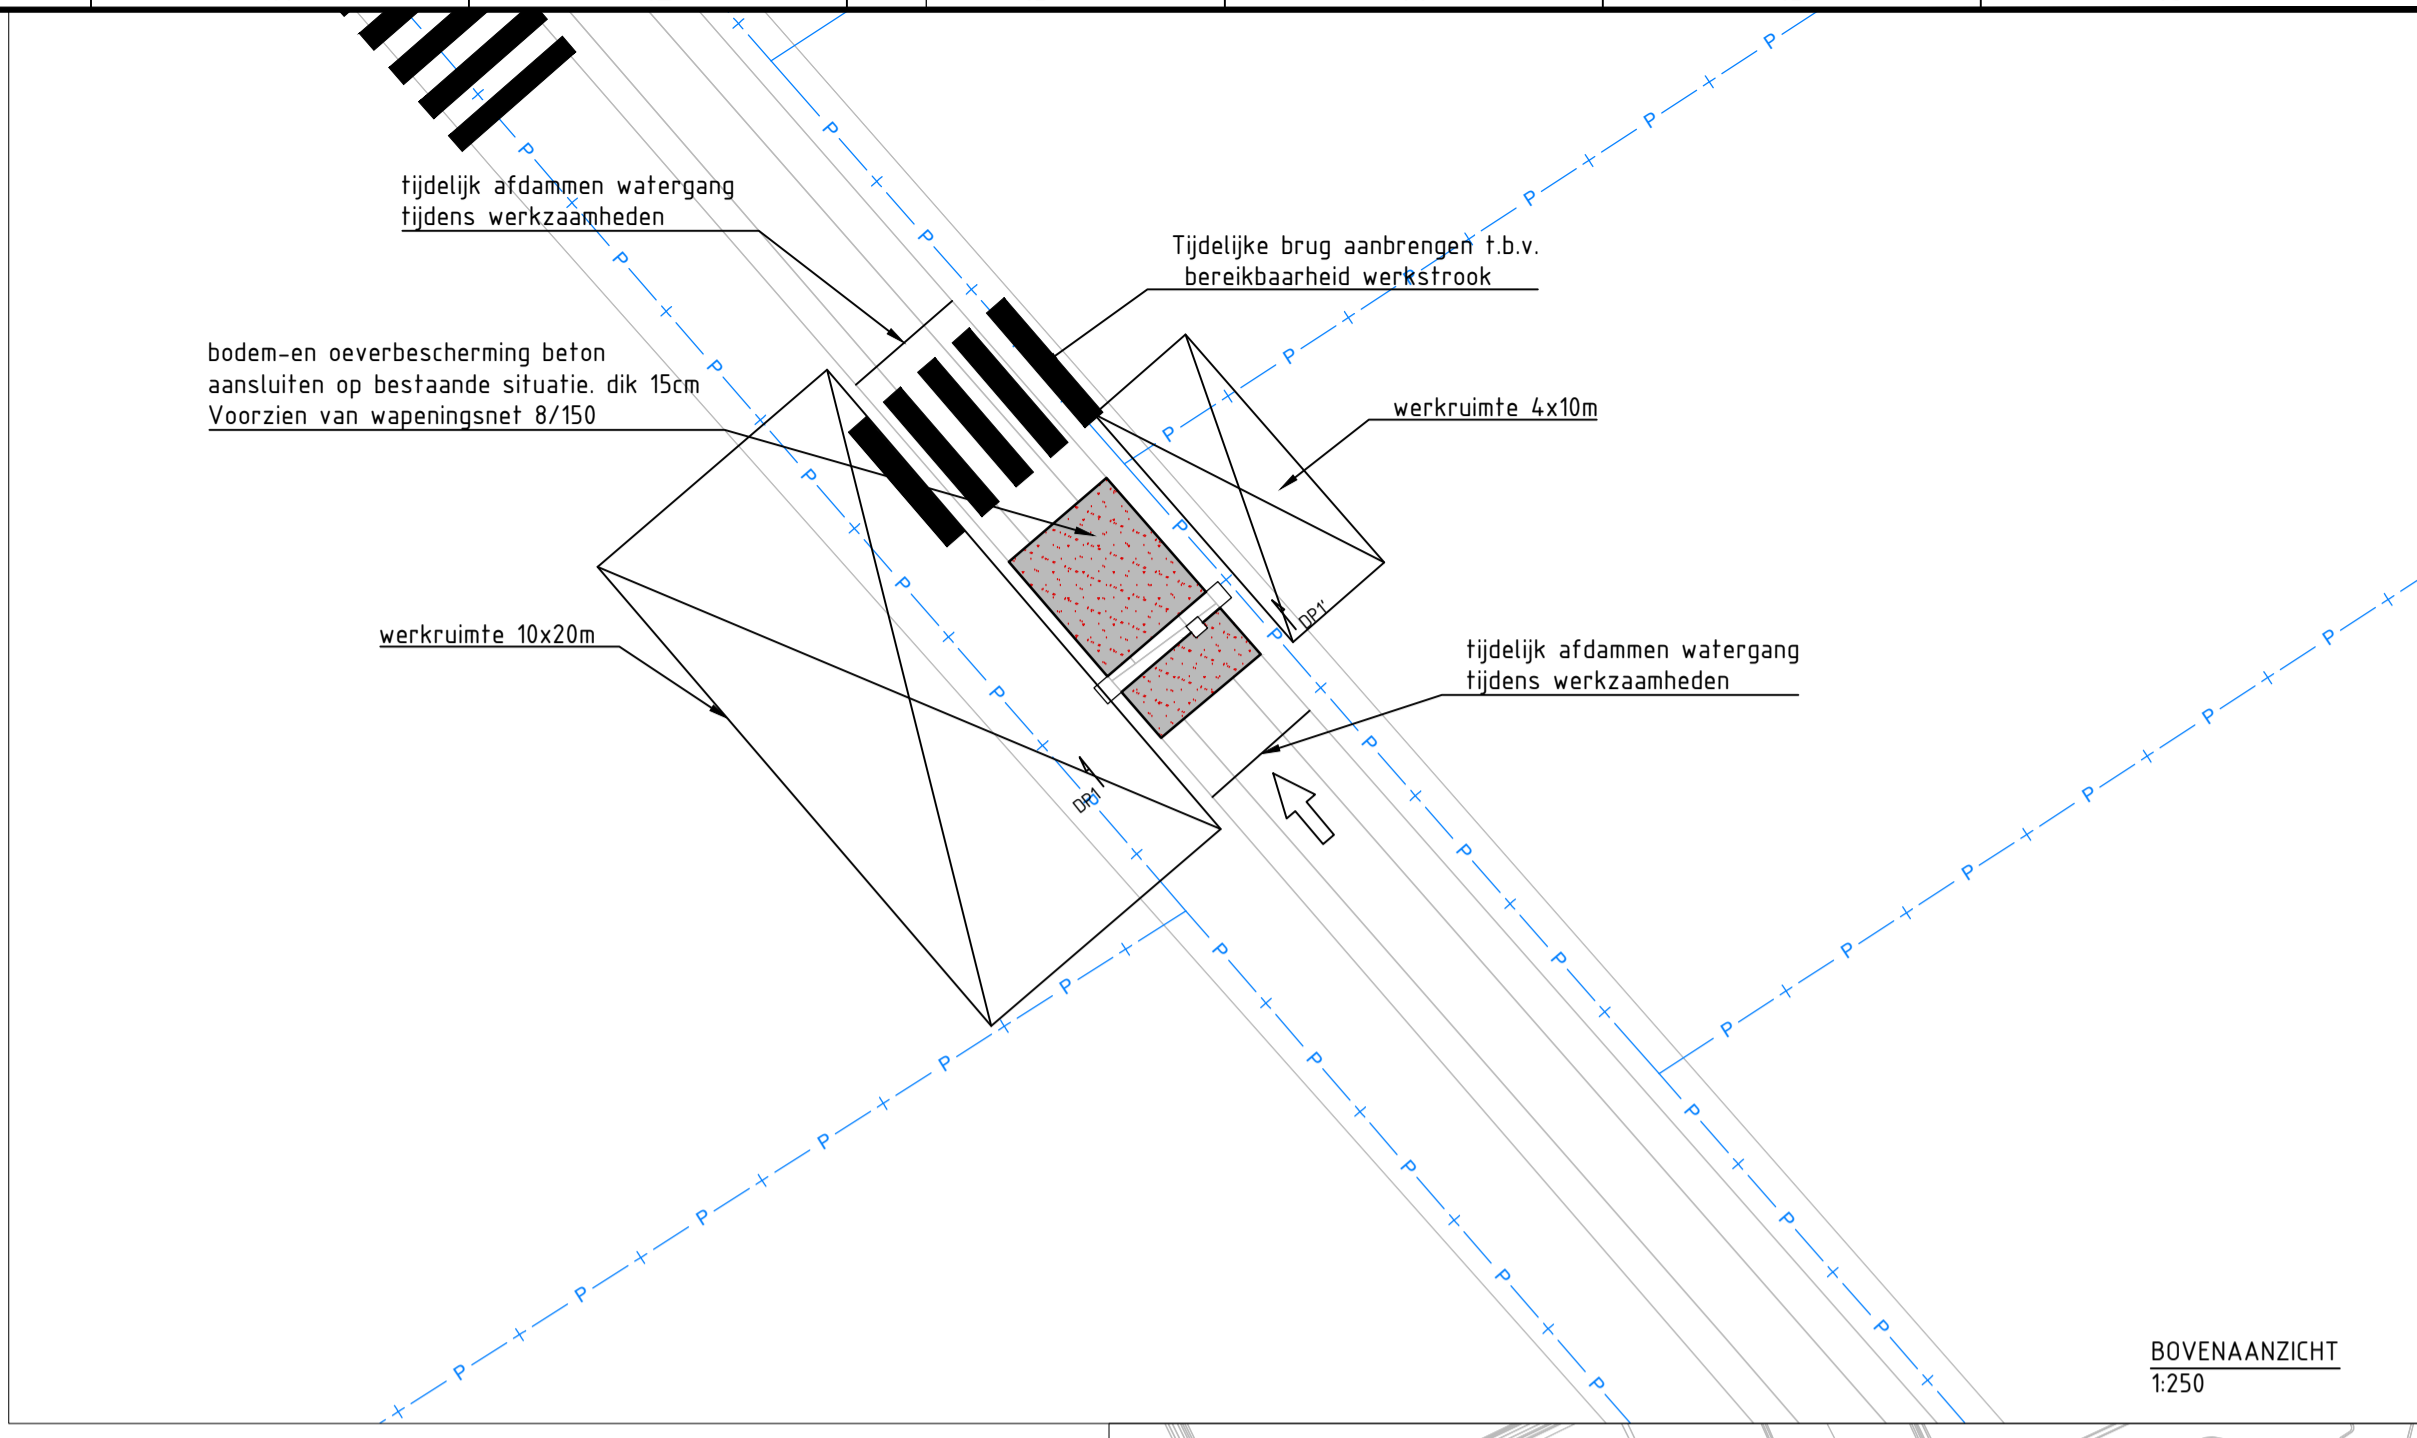 tijdelijk afdammen watergang
tijdens werkzaamheden
Tijdelijke brug aanbrengen t.b.v.
bereikbaarheid werkstrook
bodem-en oeverbescherming beton
aansluiten op bestaande situatie. dik 15cm
Voorzien van wapeningsnet 8/150
werkruimte 4x10m
werkruimte 10x20m
DP1'
tijdelijk afdammen watergang
tijdens werkzaamheden
DP1
BOVENAANZICHT
1:250